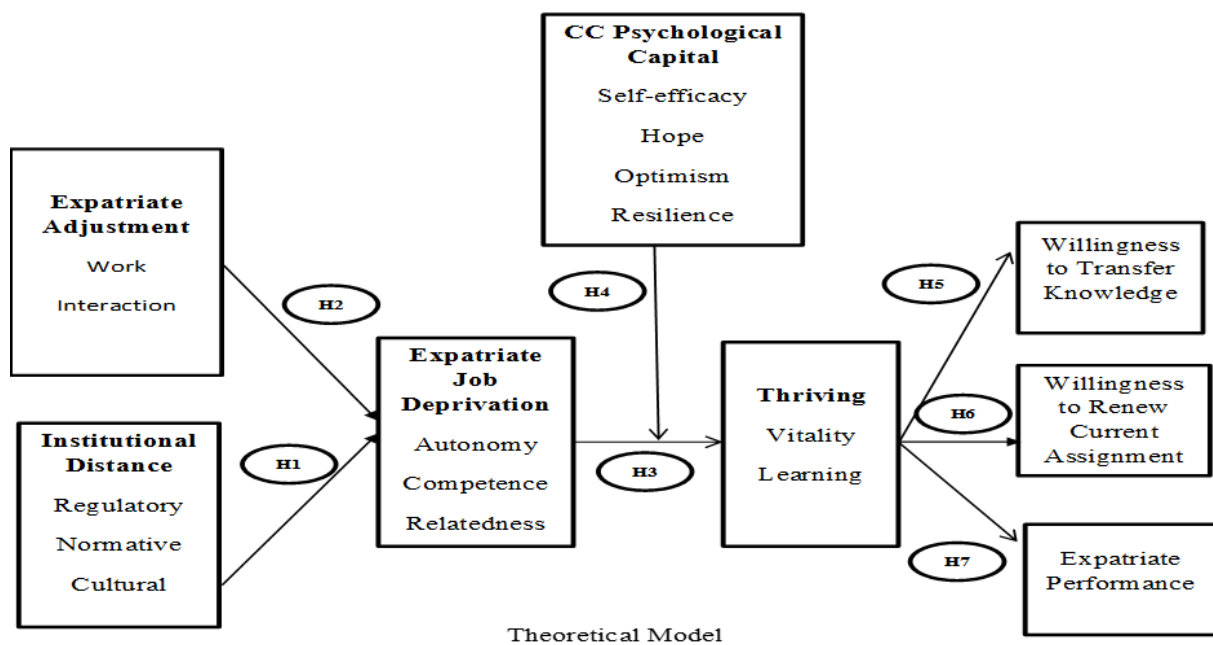 CC Psychological
Capital
Self-efficacy
Hope
Optimism
Resilience
Expatriate
Adjustment
Work
Interaction
H2
H4
H5
Willingness
to Transfer
Knowledge
Expatriate
Job
Deprivation
Autonomy
Competence
Relatedness
Thriving
Vitality
Learning
Willingness
to Renew
Current
Assignment
H6
Institutional
Distance
Regulatory
Normative
Cultural
H1
H3
H7
Expatriate
Performance
Theoretical Model